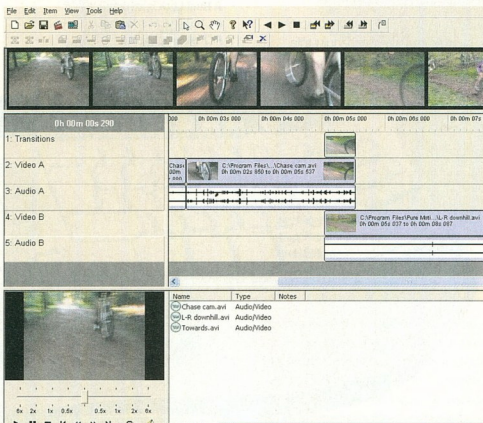 File Edit Item View Tools Help
0h 00m 00s 290
000 0h 00m 03s 000 0h 00m 04s 000 0h 00m 05s 000 0h 00m 06s 000 0h 00m 07s
1: Transitions
2: Video A
Chase C:\Program Files\...\Chase cam.avi
00m 0h 00m 02s 850 to 0h 00m 05s 537
3: Audio A
4: Video B
C:\Program Files\Pure Moti...\L-R downhill.avi
0h 00m 05s 037 to 0h 00m 08s 087
5: Audio B
Name Type Notes
Chase cam.avi Audio/Video
L-R downhill.avi Audio/Video
Towards.avi Audio/Video
6x 2x 1x 0.5x 0.5x 1x 2x 6x